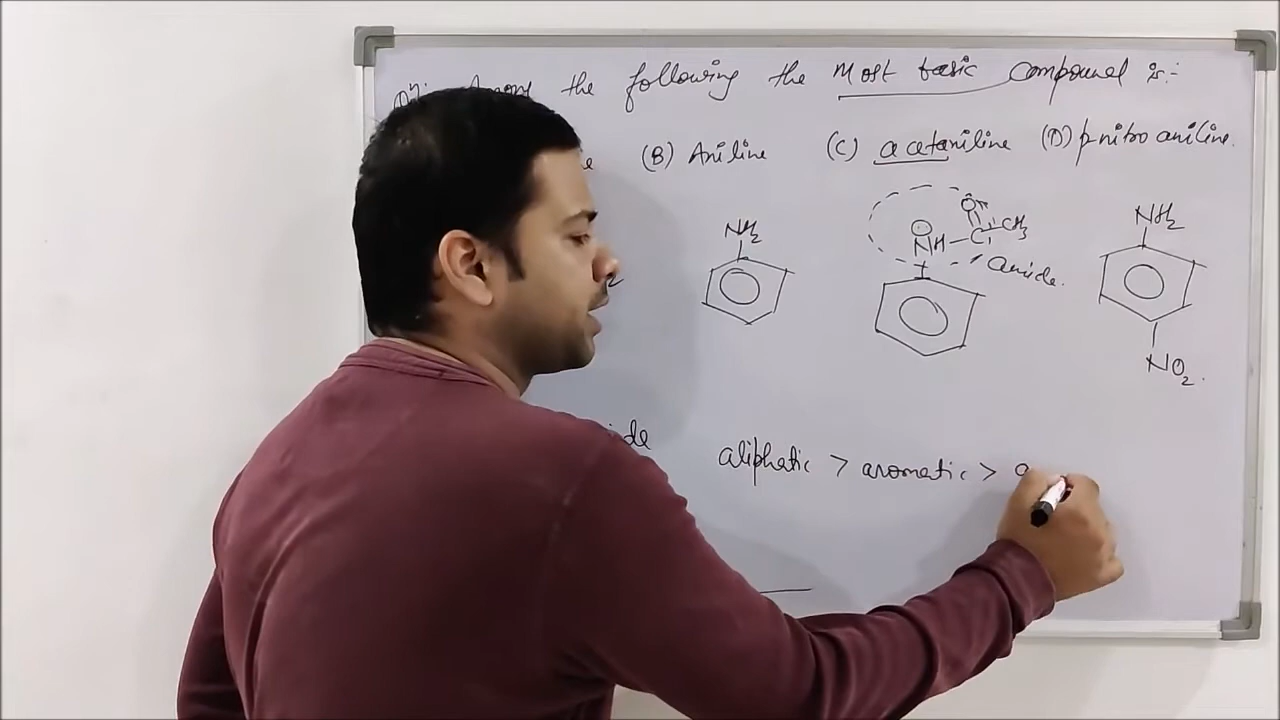 Among the following the Most basic Compound is:-
(B) Aniline (C) acetaniline (D) p-nitro aniline.
NH2
NH-C-CH3
O
amide.
NH2
NO2.
aliphatic > aromatic > a